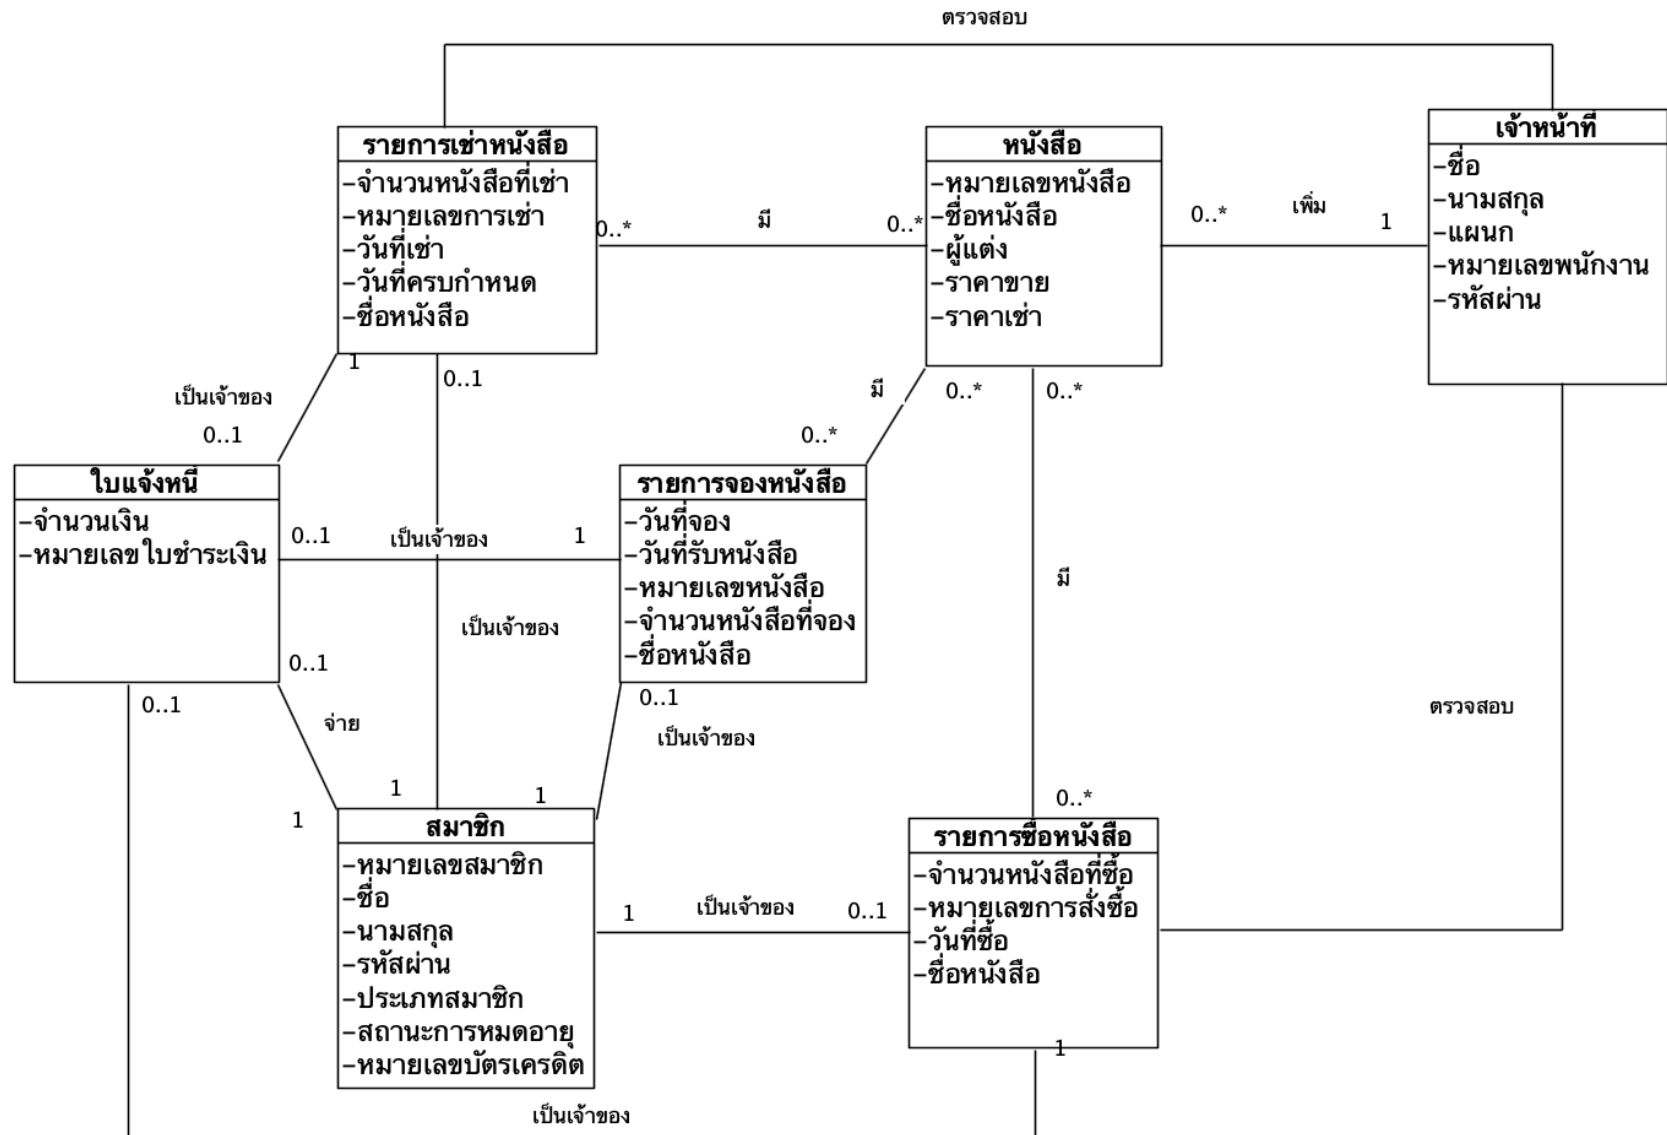 ตรวจสอบ
รายการเช่าหนังสือ
-จำนวนหนังสือที่เช่า
-หมายเลขการเช่า
-วันที่เช่า
-วันที่ครบกำหนด
-ชื่อหนังสือ
0..*
มี
0..*
หนังสือ
-หมายเลขหนังสือ
-ชื่อหนังสือ
-ผู้แต่ง
-ราคาขาย
-ราคาเช่า
0..*
เพิ่ม
1
เจ้าหน้าที่
-ชื่อ
-นามสกุล
-แผนก
-หมายเลขพนักงาน
-รหัสผ่าน
1
0..1
เป็นเจ้าของ
0..1
มี
0..*
0..*
0..*
ใบแจ้งหนี้
-จำนวนเงิน
-หมายเลขใบชำระเงิน
0..1
เป็นเจ้าของ
1
รายการจองหนังสือ
-วันที่จอง
-วันที่รับหนังสือ
-หมายเลขหนังสือ
-จำนวนหนังสือที่จอง
-ชื่อหนังสือ
มี
เป็นเจ้าของ
0..1
0..1
จ่าย
0..1
เป็นเจ้าของ
ตรวจสอบ
1
1
1
0..*
สมาชิก
-หมายเลขสมาชิก
-ชื่อ
-นามสกุล
-รหัสผ่าน
-ประเภทสมาชิก
-สถานะการหมดอายุ
-หมายเลขบัตรเครดิต
1
เป็นเจ้าของ
0..1
รายการซื้อหนังสือ
-จำนวนหนังสือที่ซื้อ
-หมายเลขการสั่งซื้อ
-วันที่ซื้อ
-ชื่อหนังสือ
1
เป็นเจ้าของ